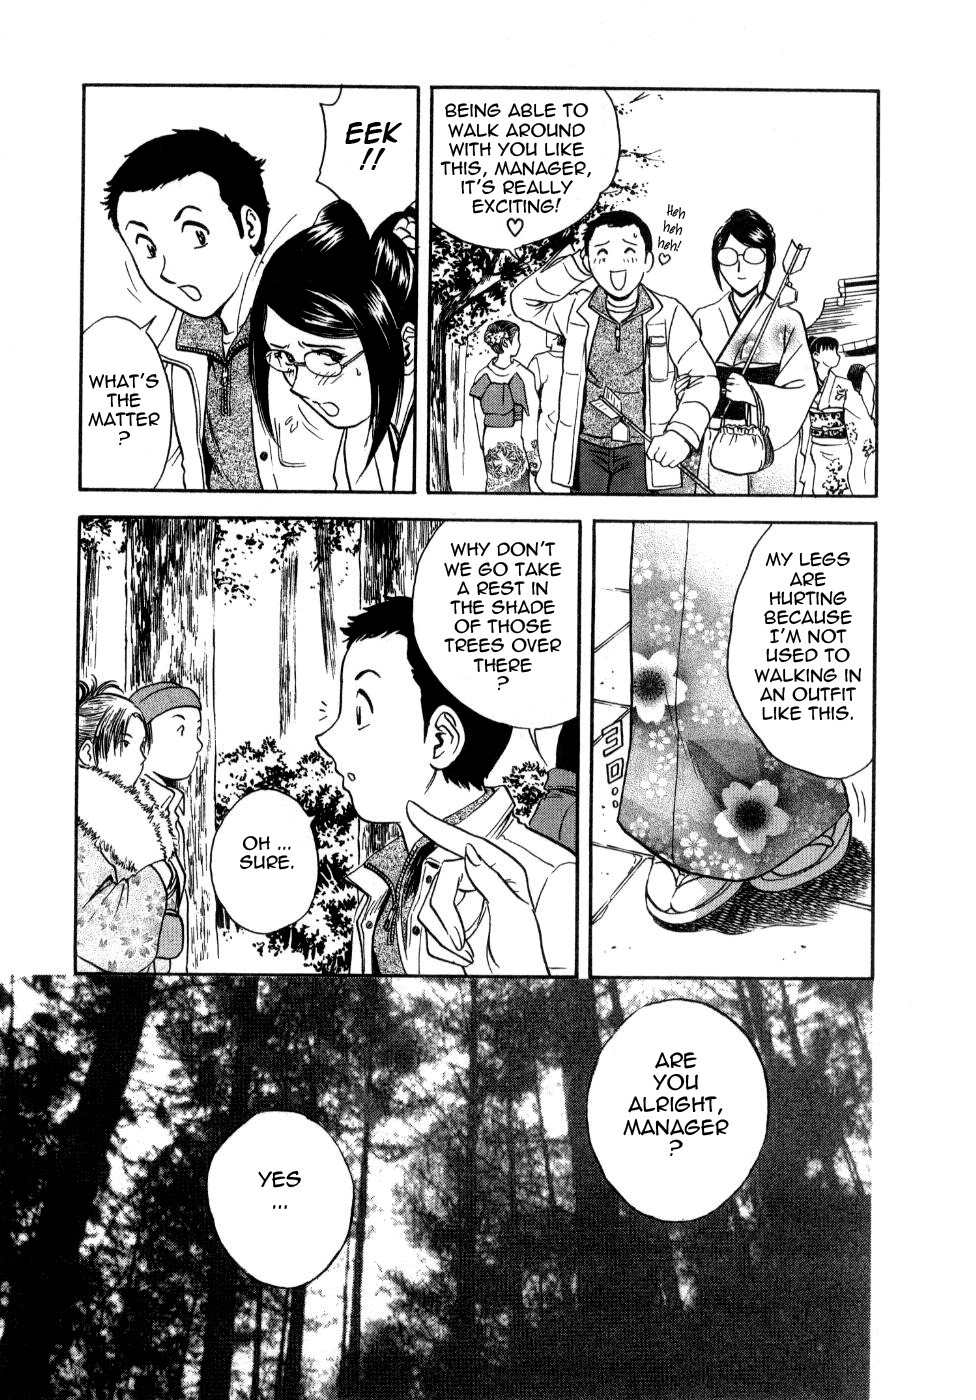 BEING ABLE TO
WALK AROUND
WITH YOU LIKE
THIS, MANAGER,
IT'S REALLY
EXCITING!
♡
Heh
heh
heh!
♡
EEK
!!
WHAT'S
THE
MATTER
?
MY LEGS
ARE
HURTING
BECAUSE
I'M NOT
USED TO
WALKING IN
AN OUTFIT
LIKE THIS.
ヨロ…
WHY DON'T
WE GO TAKE
A REST IN
THE SHADE
OF THOSE
TREES OVER
THERE
?
OH ...
SURE.
ARE
YOU
ALRIGHT,
MANAGER
?
YES
...